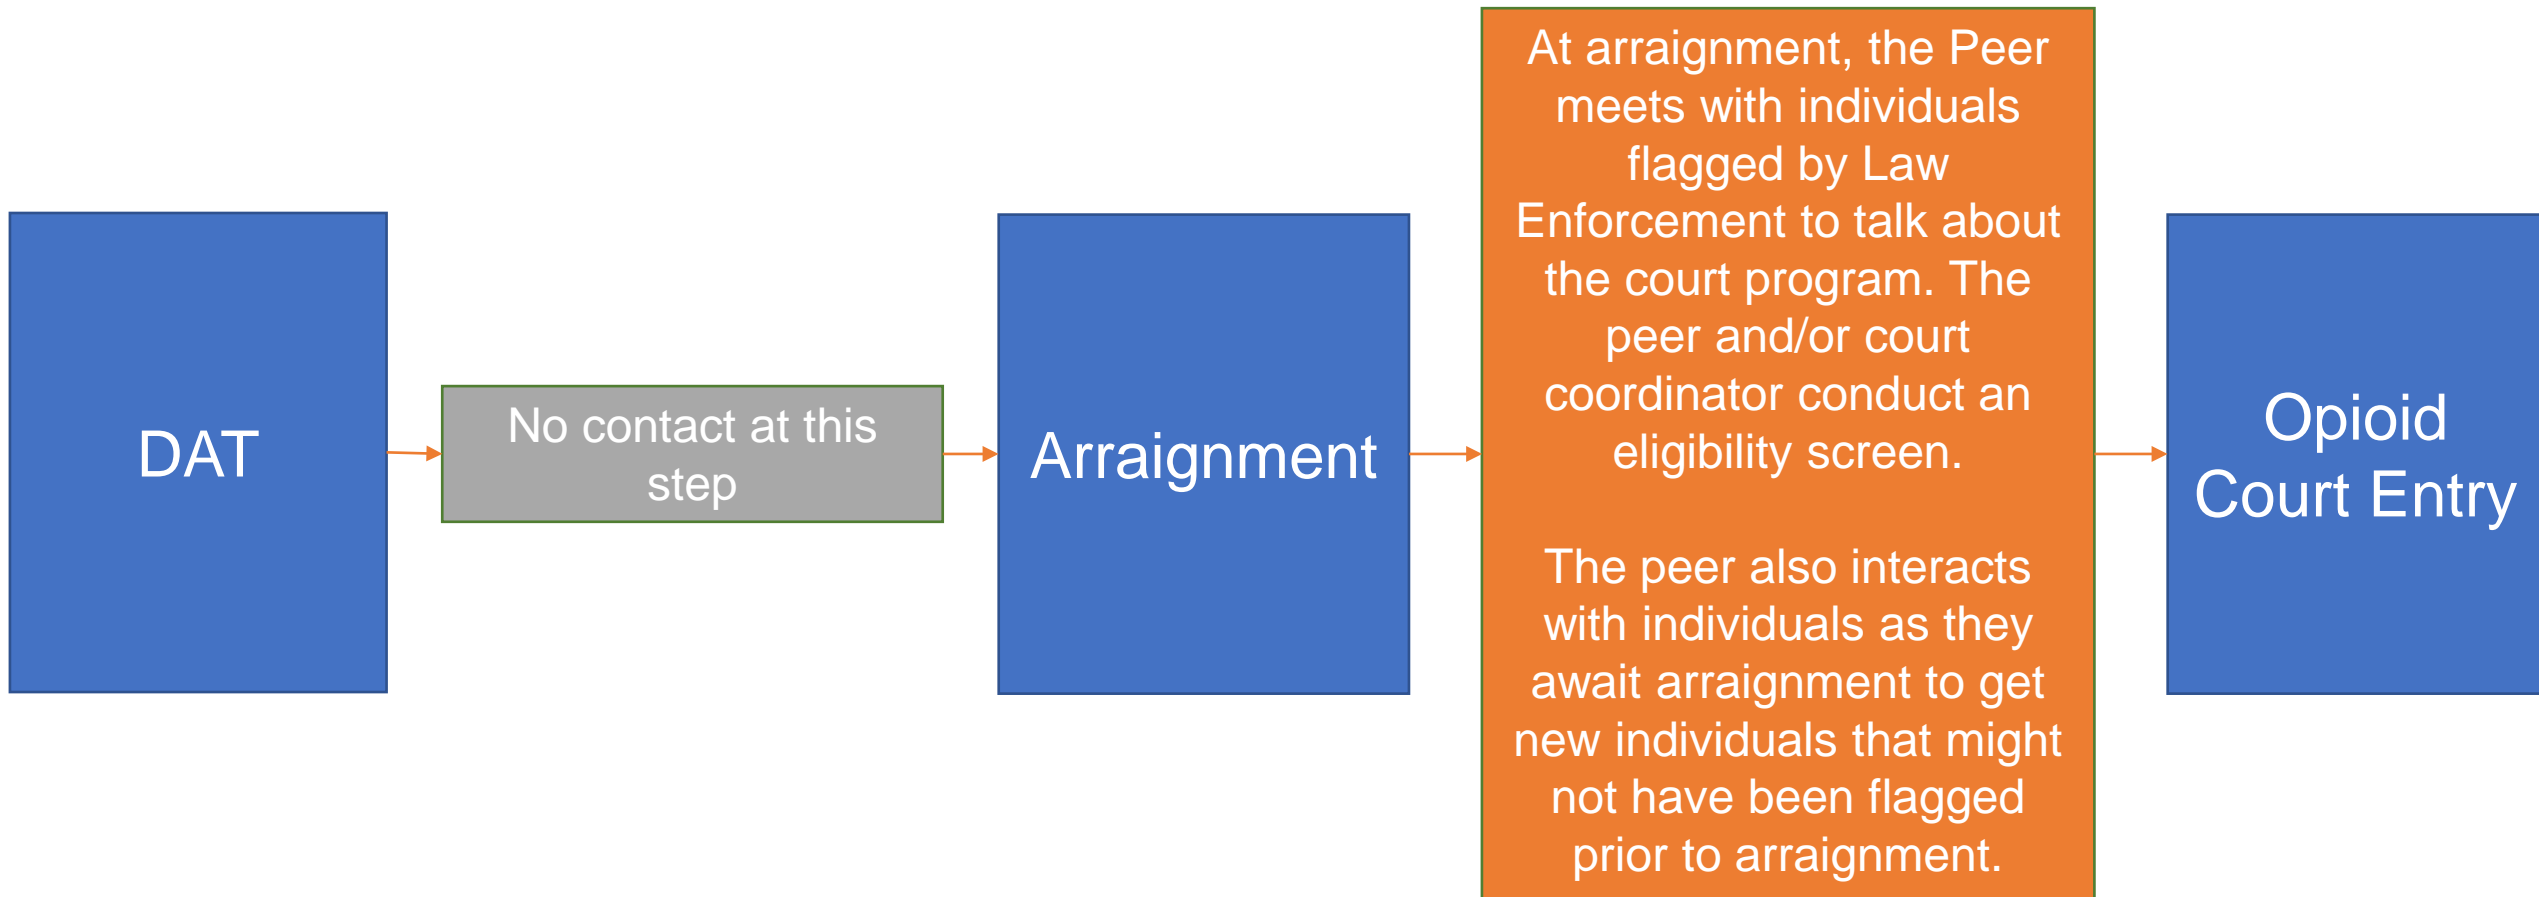 DAT
No contact at this
step
Arraignment
At arraignment, the Peer
meets with individuals
flagged by Law
Enforcement to talk about
the court program. The
peer and/or court
coordinator conduct an
eligibility screen.
The peer also interacts
with individuals as they
await arraignment to get
new individuals that might
not have been flagged
prior to arraignment.
Opioid
Court Entry